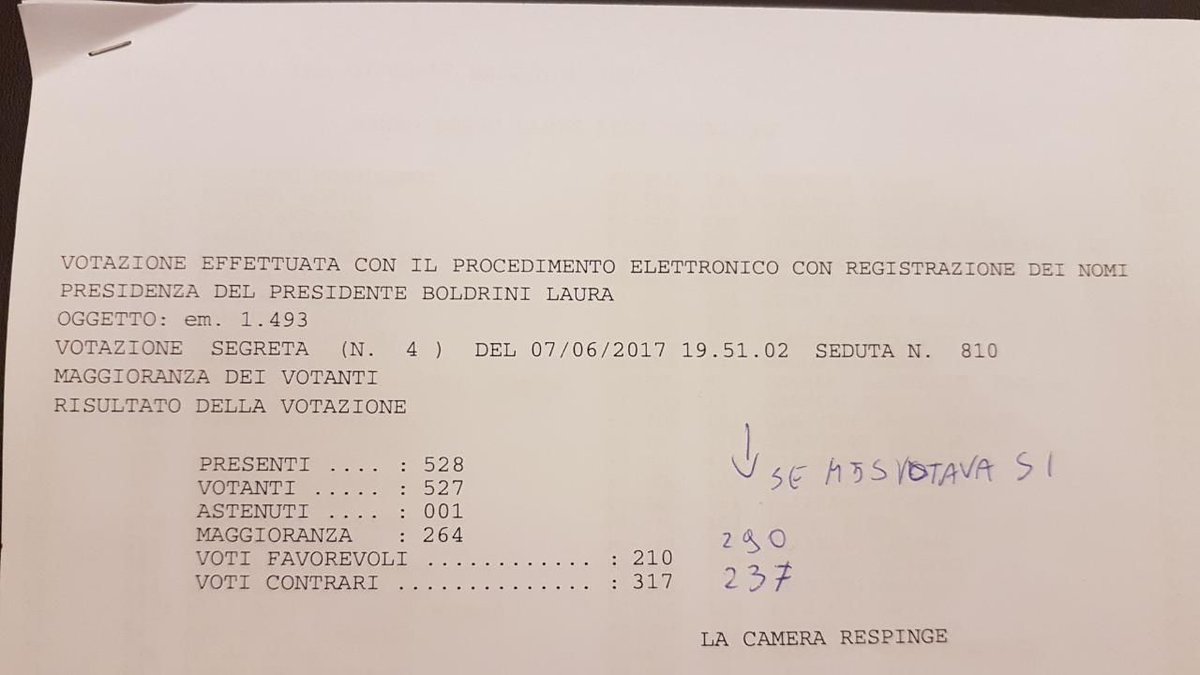 VOTAZIONE EFFETTUATA CON IL PROCEDIMENTO ELETTRONICO CON REGISTRAZIONE DEI NOMI
PRESIDENZA DEL PRESIDENTE BOLDRINI LAURA
OGGETTO: em. 1.493
VOTAZIONE SEGRETA (N. 4 ) DEL 07/06/2017 19.51.02 SEDUTA N. 810
MAGGIORANZA DEI VOTANTI
RISULTATO DELLA VOTAZIONE
PRESENTI .... : 528
↓ SE M5S VOTAVA SI
VOTANTI ..... : 527
ASTENUTI .... : 001
MAGGIORANZA : 264
VOTI FAVOREVOLI ............ : 210 290
VOTI CONTRARI .............. : 317 237
LA CAMERA RESPINGE